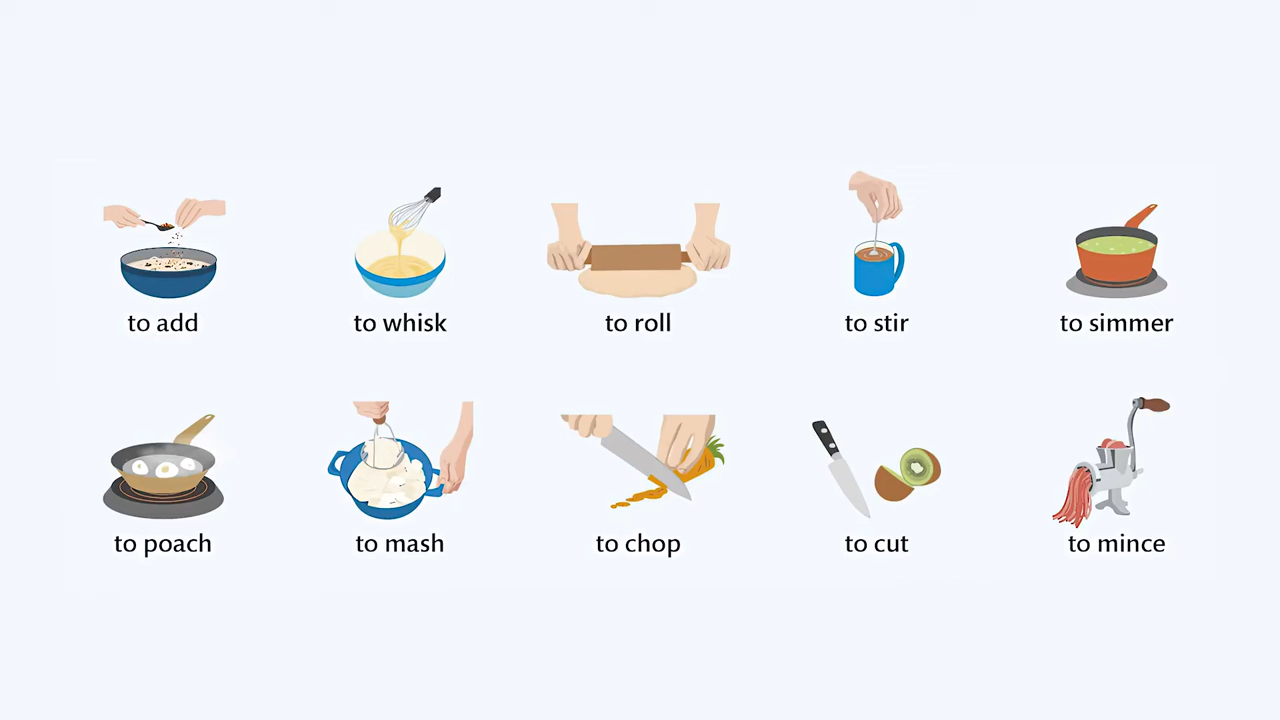 to add
to whisk
to roll
to stir
to simmer
to poach
to mash
to chop
to cut
to mince